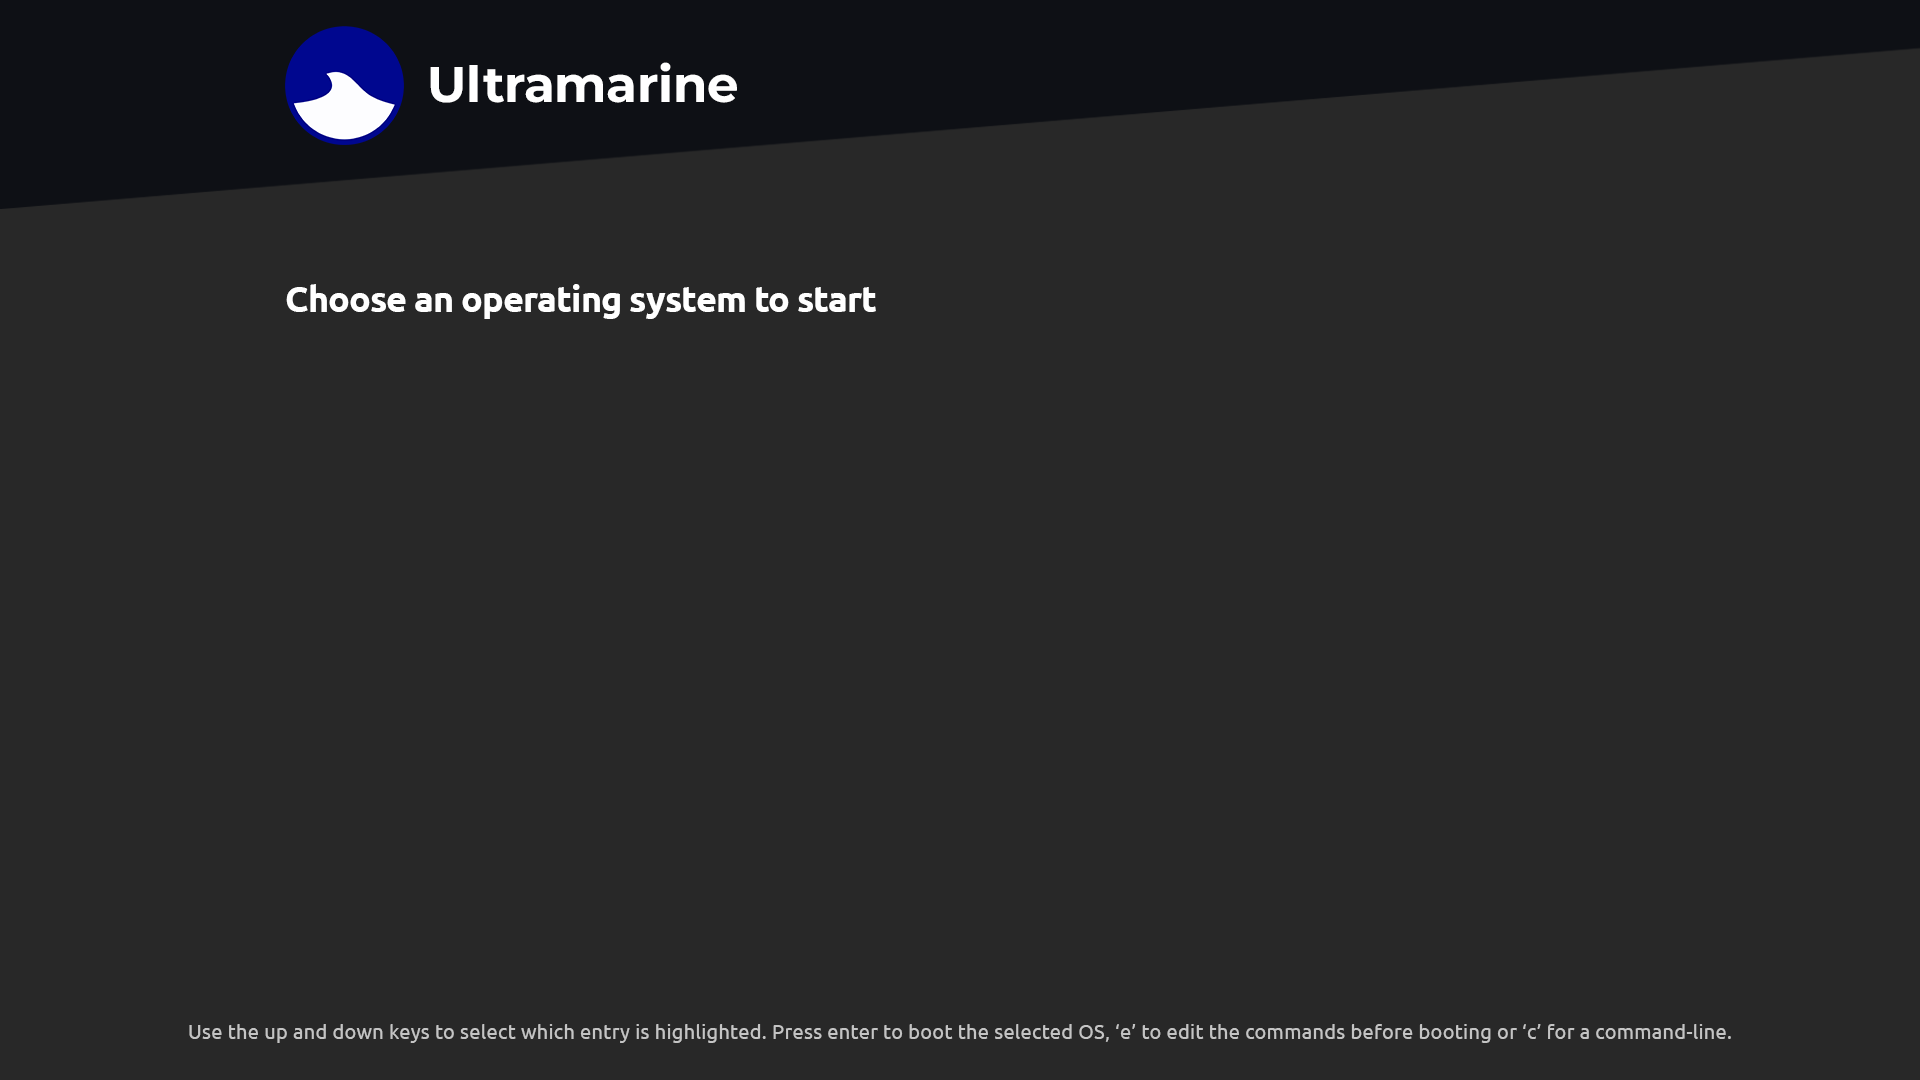 Ultramarine
Choose an operating system to start
Use the up and down keys to select which entry is highlighted. Press enter to boot the selected OS, ‘e’ to edit the commands before booting or ‘c’ for a command-line.